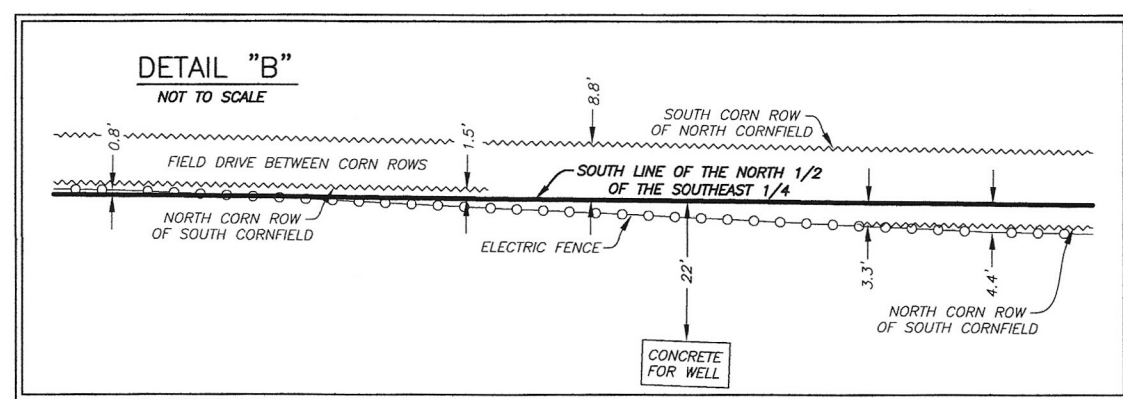 DETAIL "B"
NOT TO SCALE
0.8'
1.5'
8.8'
SOUTH CORN ROW
OF NORTH CORNFIELD
FIELD DRIVE BETWEEN CORN ROWS
SOUTH LINE OF THE NORTH 1/2
OF THE SOUTHEAST 1/4
NORTH CORN ROW
OF SOUTH CORNFIELD
ELECTRIC FENCE
22'
3.3'
4.4'
NORTH CORN ROW
OF SOUTH CORNFIELD
CONCRETE
FOR WELL